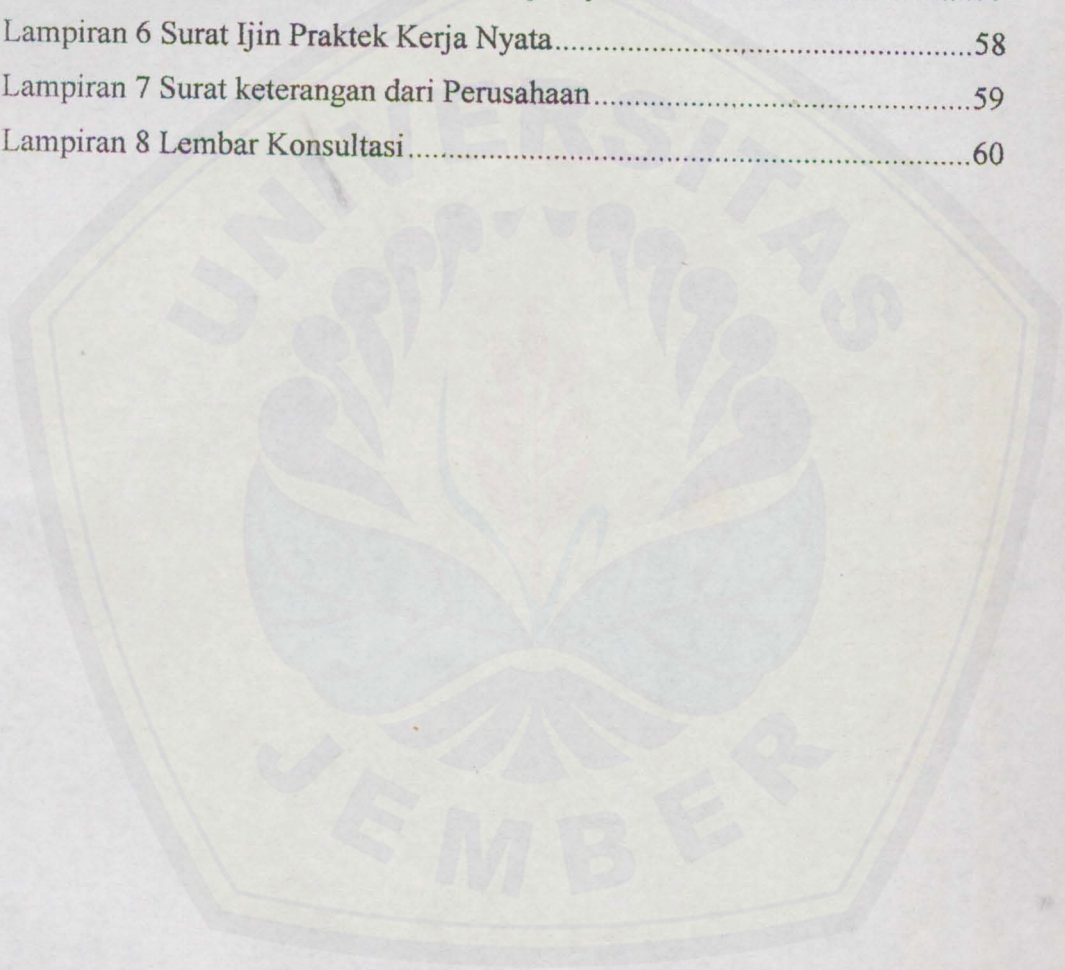 Lampiran 6 Surat Ijin Praktek Kerja Nyata.................................................58
Lampiran 7 Surat keterangan dari Perusahaan............................................59
Lampiran 8 Lembar Konsultasi..................................................................60
UNIVERSITAS
JEMBER